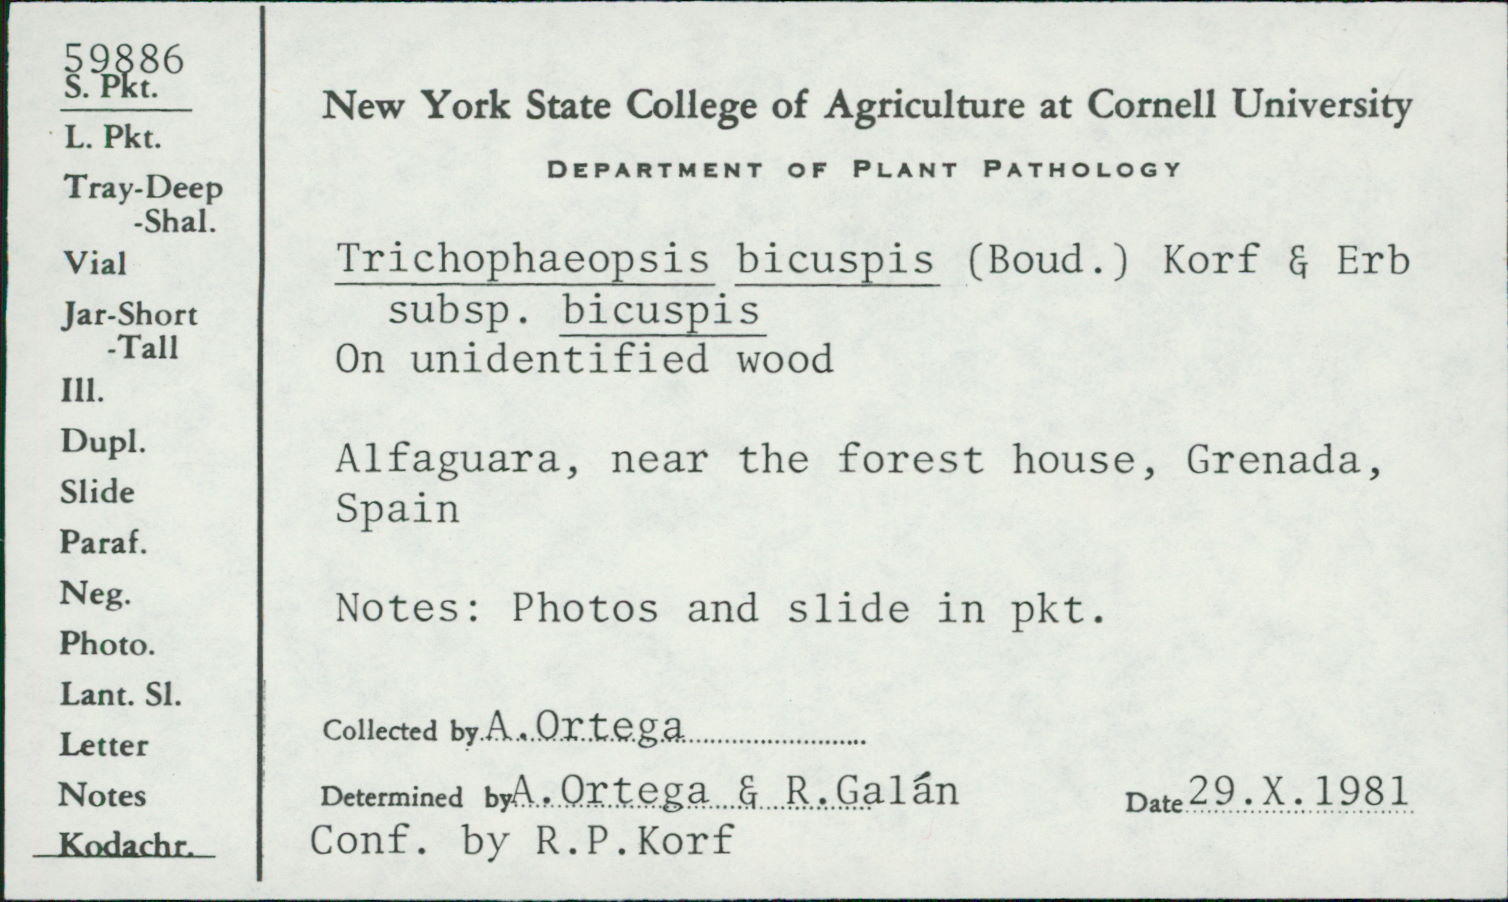 59886
S. Pkt.
L. Pkt.
Tray-Deep
-Shal.
Vial
Jar-Short
-Tall
Ill.
Dupl.
Slide
Paraf.
Neg.
Photo.
Lant. Sl.
Letter
Notes
Kodachr.
New York State College of Agriculture at Cornell University
DEPARTMENT OF PLANT PATHOLOGY
Trichophaeopsis bicuspis (Boud.) Korf & Erb
subsp. bicuspis
On unidentified wood
Alfaguara, near the forest house, Grenada,
Spain
Notes: Photos and slide in pkt.
Collected by A.Ortega
Determined by A.Ortega & R.Galán Date 29.X.1981
Conf. by R.P.Korf